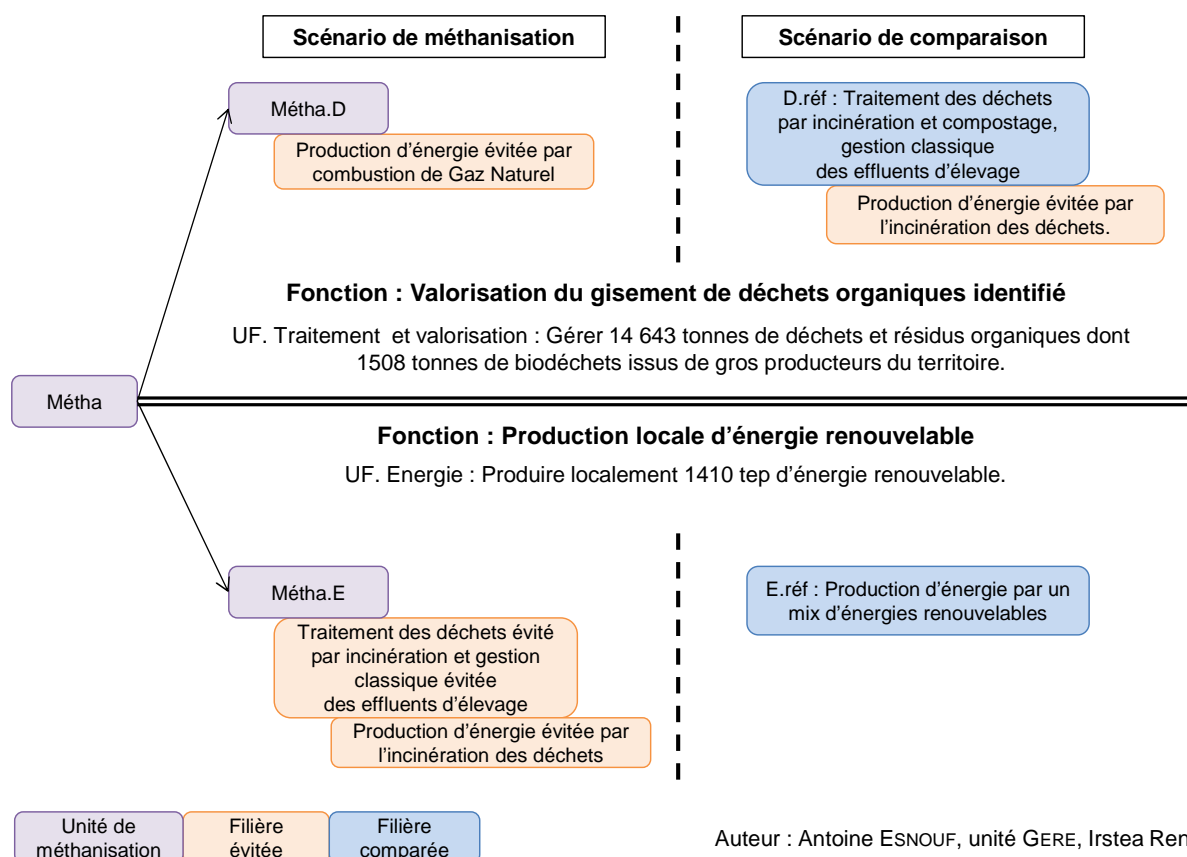 Scénario de méthanisation
Scénario de comparaison
Métha.D
Production d'énergie évitée par
combustion de Gaz Naturel
D.réf : Traitement des déchets
par incinération et compostage,
gestion classique
des effluents d'élevage
Production d'énergie évitée par
l'incinération des déchets.
Fonction : Valorisation du gisement de déchets organiques identifié
UF. Traitement et valorisation : Gérer 14 643 tonnes de déchets et résidus organiques dont
1508 tonnes de biodéchets issus de gros producteurs du territoire.
Métha
Fonction : Production locale d'énergie renouvelable
UF. Energie : Produire localement 1410 tep d'énergie renouvelable.
Métha.E
Traitement des déchets évité
par incinération et gestion
classique évitée
des effluents d'élevage
Production d'énergie évitée par
l'incinération des déchets
E.réf : Production d'énergie par un
mix d'énergies renouvelables
Unité de
méthanisation
Filière
évitée
Filière
comparée
Auteur : Antoine ESNOUF, unité GERE, Irstea Ren